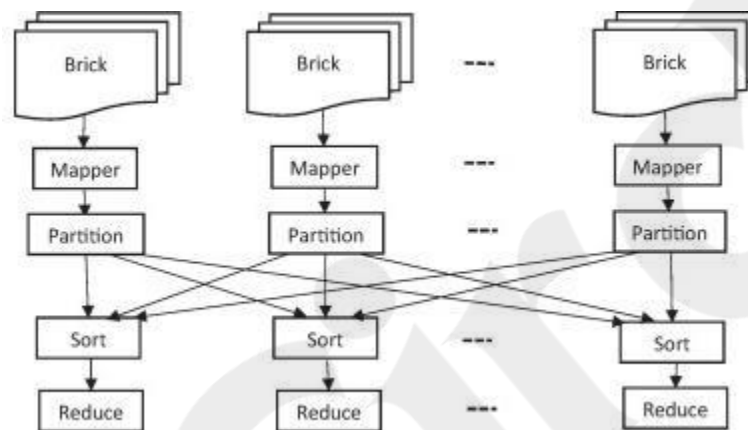 Brick Brick --- Brick
Mapper Mapper --- Mapper
Partition Partition --- Partition
Sort Sort --- Sort
Reduce Reduce --- Reduce